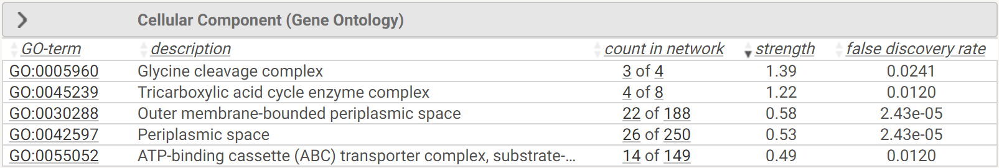 Cellular Component (Gene Ontology)
GO-term description count in network strength false discovery rate
GO:0005960 Glycine cleavage complex 3 of 4 1.39 0.0241
GO:0045239 Tricarboxylic acid cycle enzyme complex 4 of 8 1.22 0.0120
GO:0030288 Outer membrane-bounded periplasmic space 22 of 188 0.58 2.43e-05
GO:0042597 Periplasmic space 26 of 250 0.53 2.43e-05
GO:0055052 ATP-binding cassette (ABC) transporter complex, substrate-... 14 of 149 0.49 0.0120